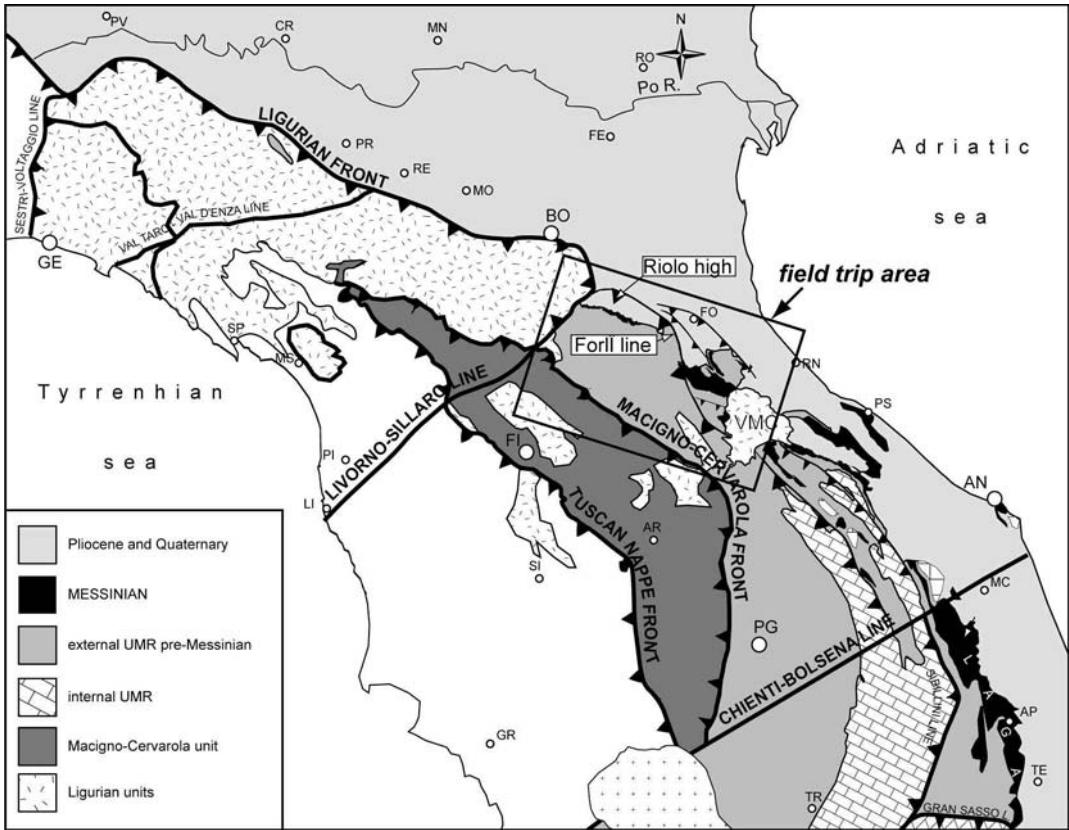 PV
CR
MN
N
RO
Po R.
FE
SESTRI-VOLTAGGIO LINE
LIGURIAN FRONT
PR
RE
MO
BO
Adriatic
sea
VAL TARO - VAL D'ENZA LINE
GE
Riolo high
field trip area
FO
Forlì line
RN
SP
MS
Tyrrhenian
sea
VMC
PS
LIVORNO-SILLARO LINE
MACIGNO-CERVAROLA FRONT
FI
PI
LI
AN
TUSCAN NAPPE FRONT
AR
SI
MC
PG
CHIENTI-BOLSENA LINE
SIBILLINI LINE
LAGA
AP
GR
TE
TR
GRAN SASSO L.
Pliocene and Quaternary
MESSINIAN
external UMR pre-Messinian
internal UMR
Macigno-Cervarola unit
Ligurian units